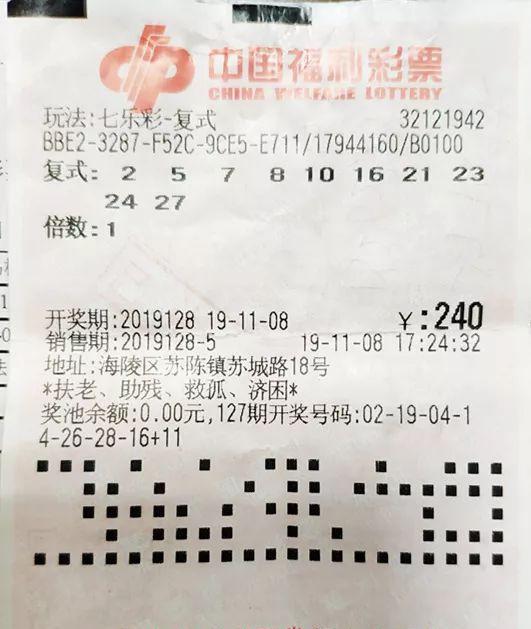 中国福利彩票
CHINA WELFARE LOTTERY
玩法:七乐彩-复式 32121942
BBE2-3287-F52C-9CE5-E711/17944160/B0100
复式: 2 5 7 8 10 16 21 23
24 27
倍数:1
开奖期:2019128 19-11-08 ¥:240
销售期:2019128-5 19-11-08 17:24:32
地址:海陵区苏陈镇苏城路18号
*扶老、助残、救孤、济困*
奖池余额:0.00元,127期开奖号码:02-19-04-1
4-26-28-16+11